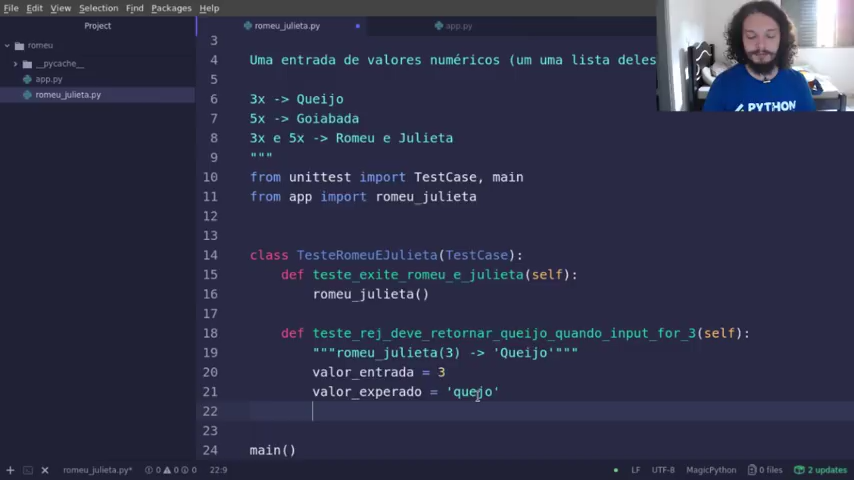 File Edit View Selection Find Packages Help
Project
romeu_julieta.py
app.py
romeu
__pycache__
app.py
romeu_julieta.py
3
4 Uma entrada de valores numéricos (um uma lista deles
5
6 3x -> Queijo
7 5x -> Goiabada
8 3x e 5x -> Romeu e Julieta
9 """
10 from unittest import TestCase, main
11 from app import romeu_julieta
12
13
14 class TesteRomeuEJulieta(TestCase):
15 def teste_exite_romeu_e_julieta(self):
16 romeu_julieta()
17
18 def teste_rej_deve_retornar_queijo_quando_input_for_3(self):
19 """romeu_julieta(3) -> 'Queijo'"""
20 valor_entrada = 3
21 valor_experado = 'queijo'
22
23
24 main()
PYTHON
romeu_julieta.py* 0 0 0 22:9 LF UTF-8 MagicPython 0 files 2 updates